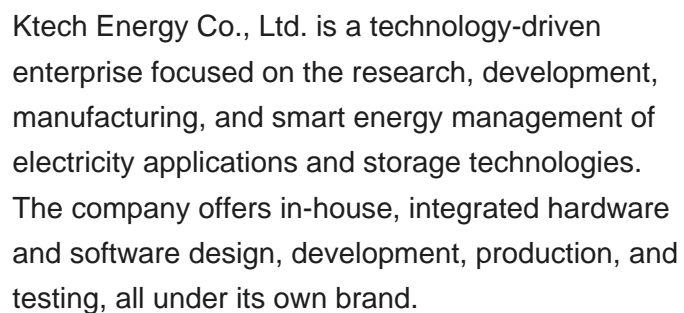 Ktech Energy Co., Ltd. is a technology-driven
enterprise focused on the research, development,
manufacturing, and smart energy management of
electricity applications and storage technologies.
The company offers in-house, integrated hardware
and software design, development, production, and
testing, all under its own brand.